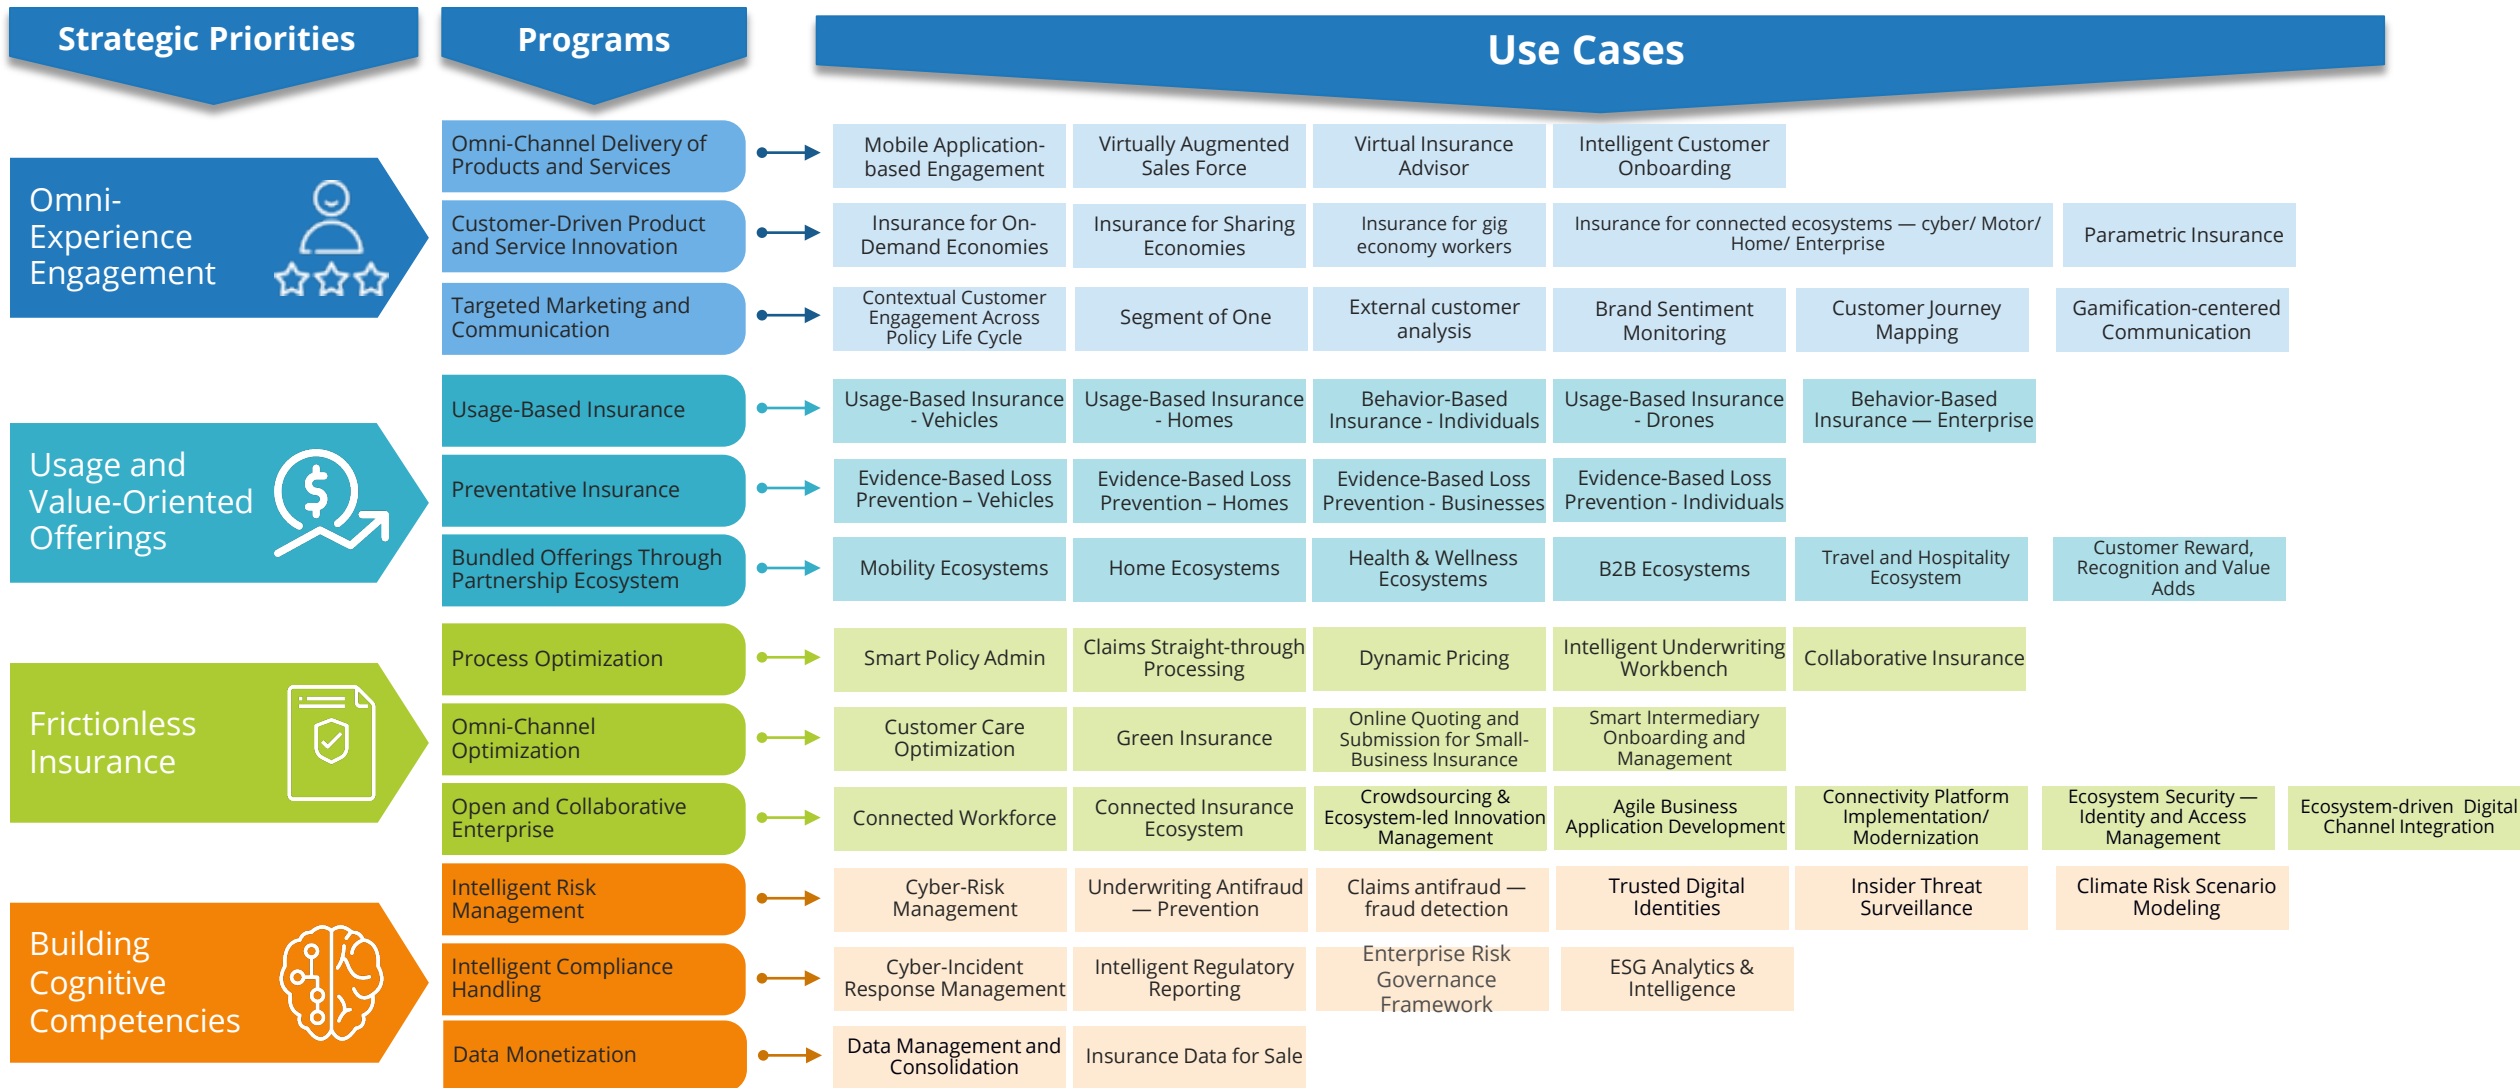 Strategic Priorities
Programs
Use Cases
Omni-
Experience
Engagement
Omni-Channel Delivery of
Products and Services
Mobile Application-
based Engagement
Virtually Augmented
Sales Force
Virtual Insurance
Advisor
Intelligent Customer
Onboarding
Customer-Driven Product
and Service Innovation
Insurance for On-
Demand Economies
Insurance for Sharing
Economies
Insurance for gig
economy workers
Insurance for connected ecosystems — cyber/ Motor/
Home/ Enterprise
Parametric Insurance
Targeted Marketing and
Communication
Contextual Customer
Engagement Across
Policy Life Cycle
Segment of One
External customer
analysis
Brand Sentiment
Monitoring
Customer Journey
Mapping
Gamification-centered
Communication
Usage and
Value-Oriented
Offerings
Usage-Based Insurance
Usage-Based Insurance
- Vehicles
Usage-Based Insurance
- Homes
Behavior-Based
Insurance - Individuals
Usage-Based Insurance
- Drones
Behavior-Based
Insurance — Enterprise
Preventative Insurance
Evidence-Based Loss
Prevention – Vehicles
Evidence-Based Loss
Prevention – Homes
Evidence-Based Loss
Prevention - Businesses
Evidence-Based Loss
Prevention - Individuals
Bundled Offerings Through
Partnership Ecosystem
Mobility Ecosystems
Home Ecosystems
Health & Wellness
Ecosystems
B2B Ecosystems
Travel and Hospitality
Ecosystem
Customer Reward,
Recognition and Value
Adds
Frictionless
Insurance
Process Optimization
Smart Policy Admin
Claims Straight-through
Processing
Dynamic Pricing
Intelligent Underwriting
Workbench
Collaborative Insurance
Omni-Channel
Optimization
Customer Care
Optimization
Green Insurance
Online Quoting and
Submission for Small-
Business Insurance
Smart Intermediary
Onboarding and
Management
Open and Collaborative
Enterprise
Connected Workforce
Connected Insurance
Ecosystem
Crowdsourcing &
Ecosystem-led Innovation
Management
Agile Business
Application Development
Connectivity Platform
Implementation/
Modernization
Ecosystem Security —
Identity and Access
Management
Ecosystem-driven Digital
Channel Integration
Building
Cognitive
Competencies
Intelligent Risk
Management
Cyber-Risk
Management
Underwriting Antifraud
— Prevention
Claims antifraud —
fraud detection
Trusted Digital
Identities
Insider Threat
Surveillance
Climate Risk Scenario
Modeling
Intelligent Compliance
Handling
Cyber-Incident
Response Management
Intelligent Regulatory
Reporting
Enterprise Risk
Governance
Framework
ESG Analytics &
Intelligence
Data Monetization
Data Management and
Consolidation
Insurance Data for Sale